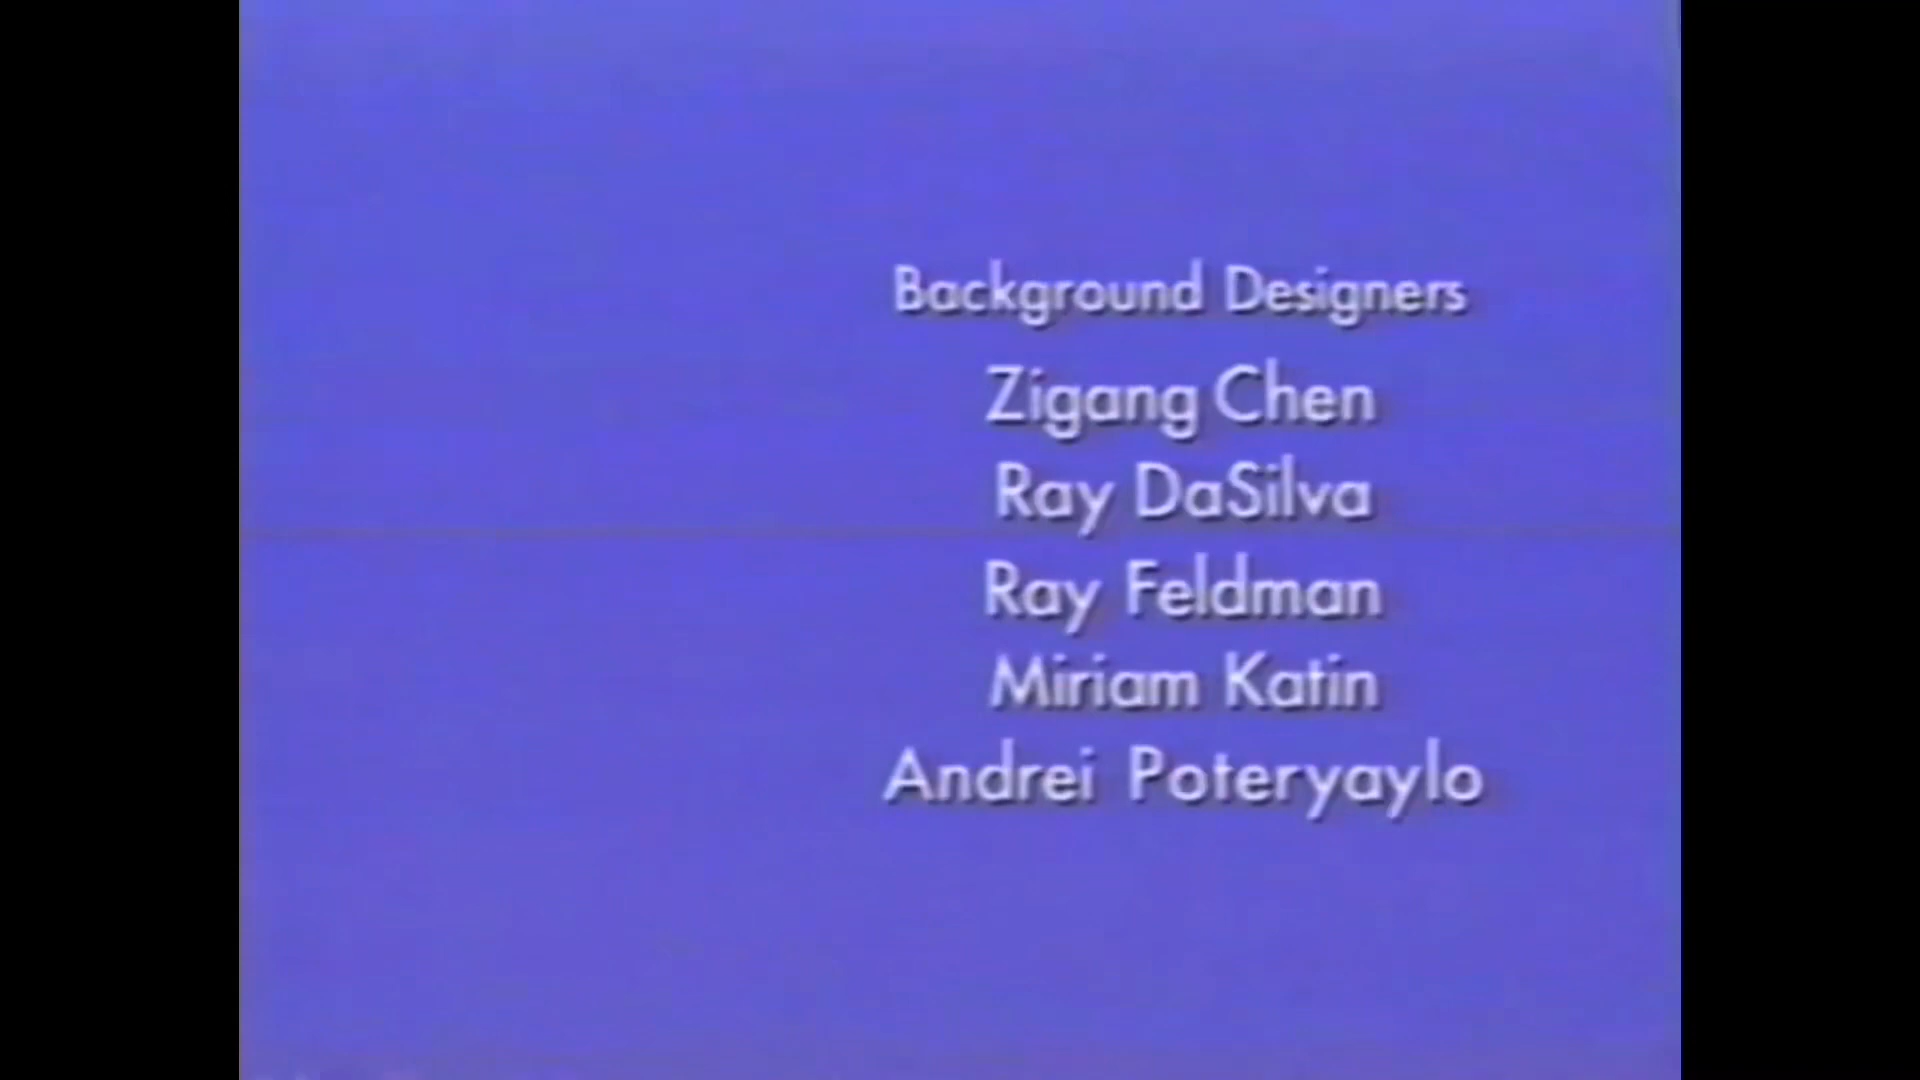 Background Designers
Zigang Chen
Ray DaSilva
Ray Feldman
Miriam Katin
Andrei Poteryaylo